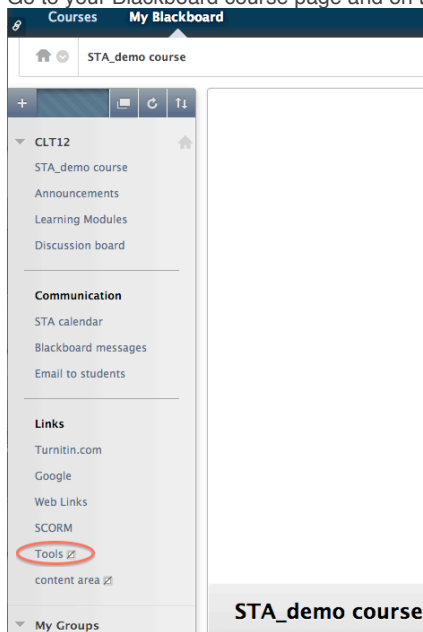 Go to your Blackboard course page and on t
Courses My Blackboard
STA_demo course
CLT12
STA_demo course
Announcements
Learning Modules
Discussion board
Communication
STA calendar
Blackboard messages
Email to students
Links
Turnitin.com
Google
Web Links
SCORM
Tools
content area
My Groups
STA_demo course